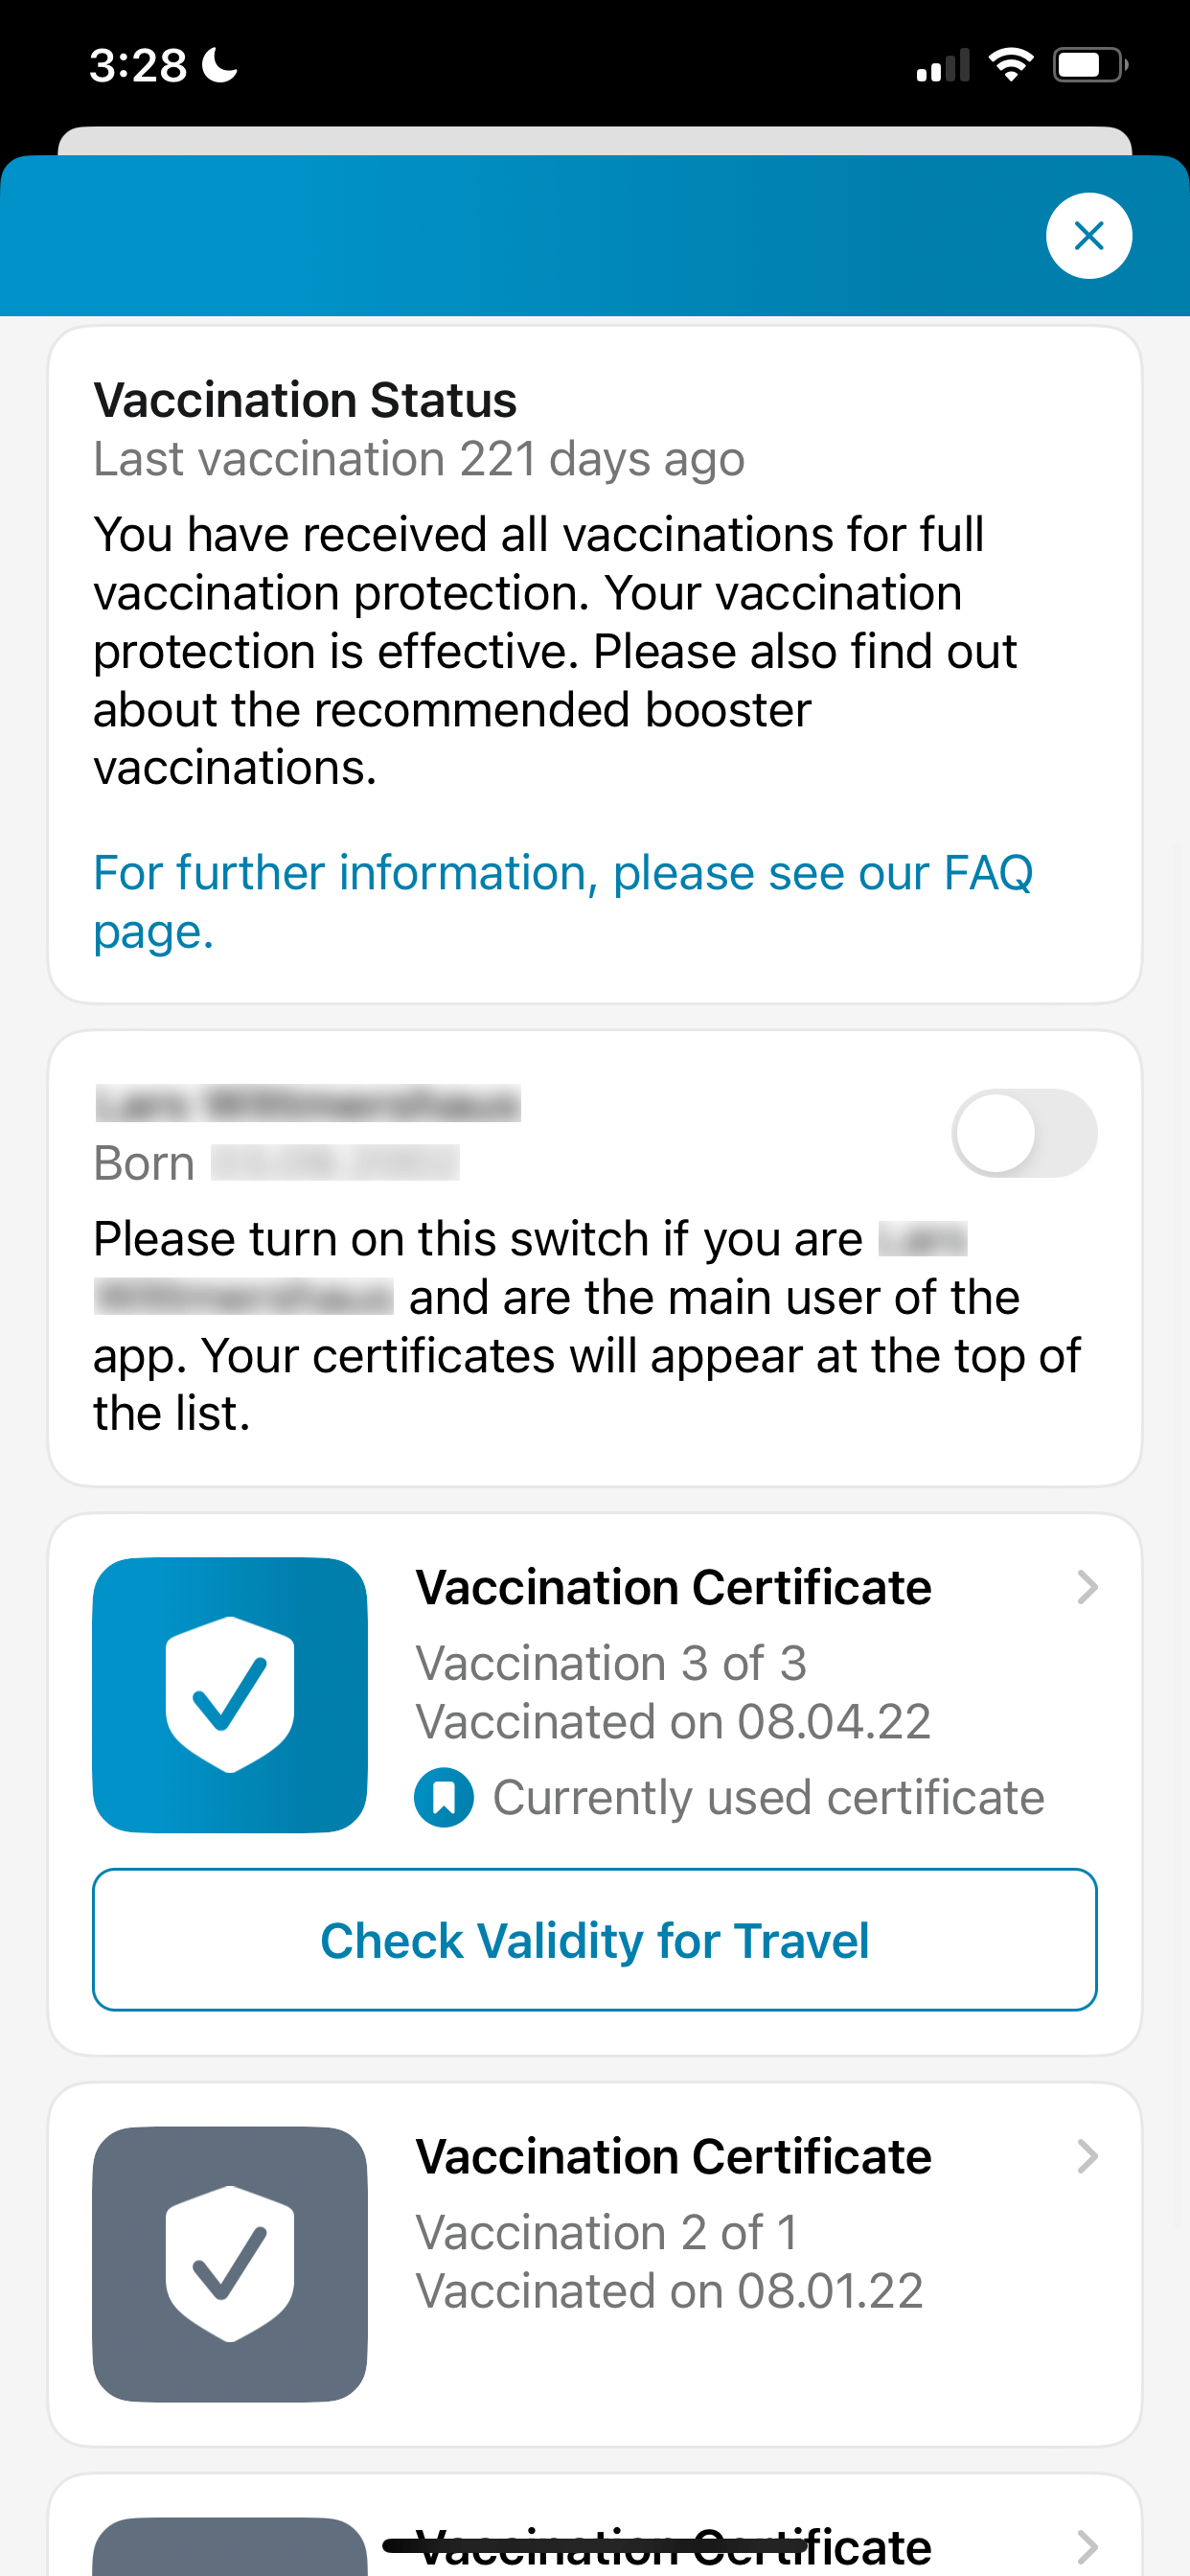 3:28
Vaccination Status
Last vaccination 221 days ago
You have received all vaccinations for full
vaccination protection. Your vaccination
protection is effective. Please also find out
about the recommended booster
vaccinations.
For further information, please see our FAQ
page.
Born
Please turn on this switch if you are
and are the main user of the
app. Your certificates will appear at the top of
the list.
Vaccination Certificate
Vaccination 3 of 3
Vaccinated on 08.04.22
Currently used certificate
Check Validity for Travel
Vaccination Certificate
Vaccination 2 of 1
Vaccinated on 08.01.22
Vaccination Certificate